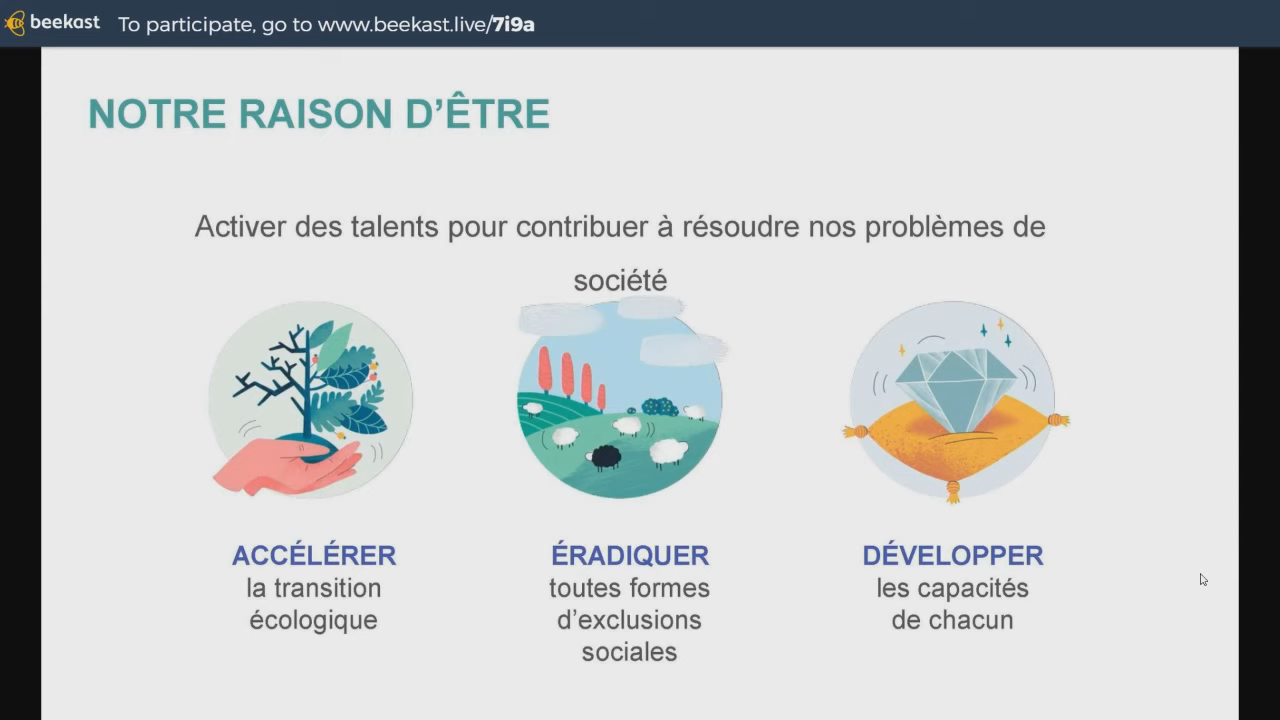 beekast To participate, go to www.beekast.live/7i9a
NOTRE RAISON D’ÊTRE
Activer des talents pour contribuer à résoudre nos problèmes de
société
ACCÉLÉRER
la transition
écologique
ÉRADIQUER
toutes formes
d’exclusions
sociales
DÉVELOPPER
les capacités
de chacun